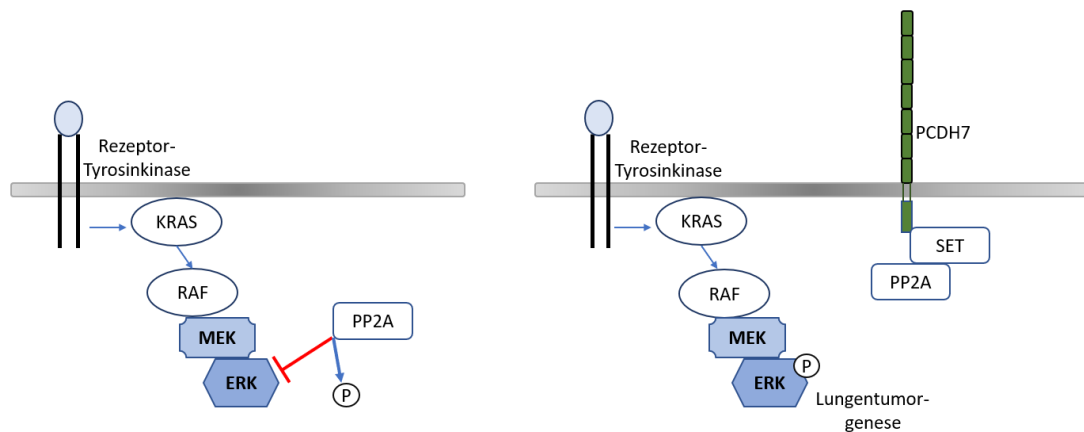 Rezeptor-
Tyrosinkinase
KRAS
RAF
MEK
ERK
PP2A
P
Rezeptor-
Tyrosinkinase
KRAS
RAF
MEK
ERK
P
Lungentumor-
genese
PCDH7
SET
PP2A